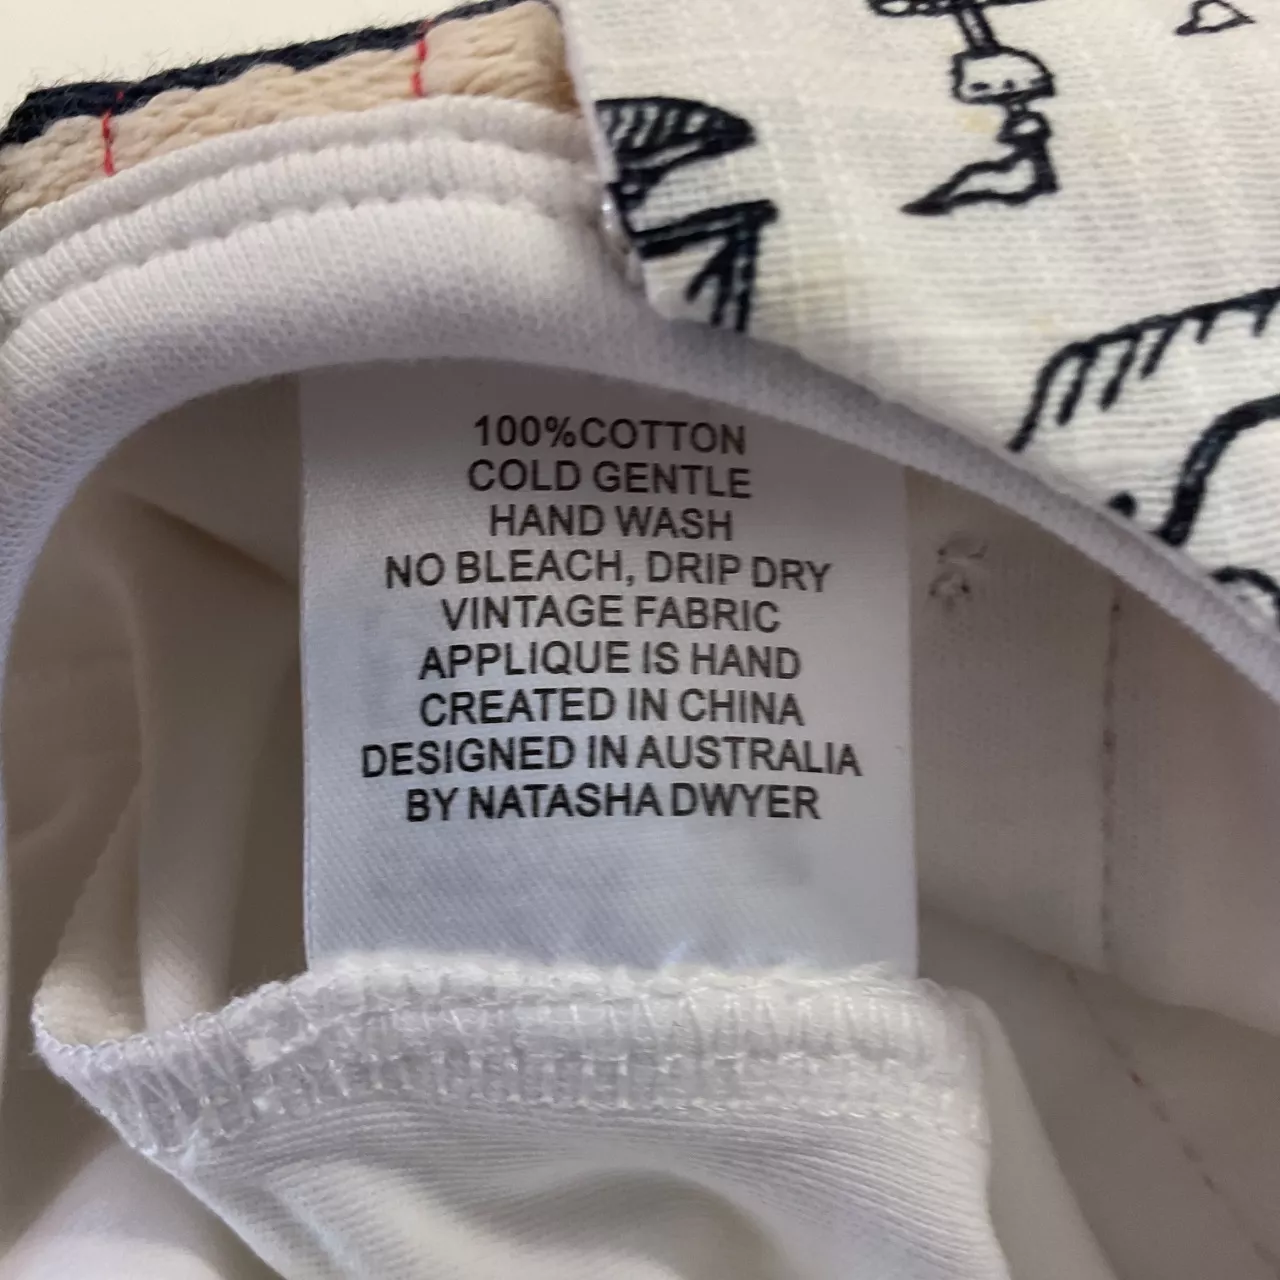 100%COTTON
COLD GENTLE
HAND WASH
NO BLEACH, DRIP DRY
VINTAGE FABRIC
APPLIQUE IS HAND
CREATED IN CHINA
DESIGNED IN AUSTRALIA
BY NATASHA DWYER